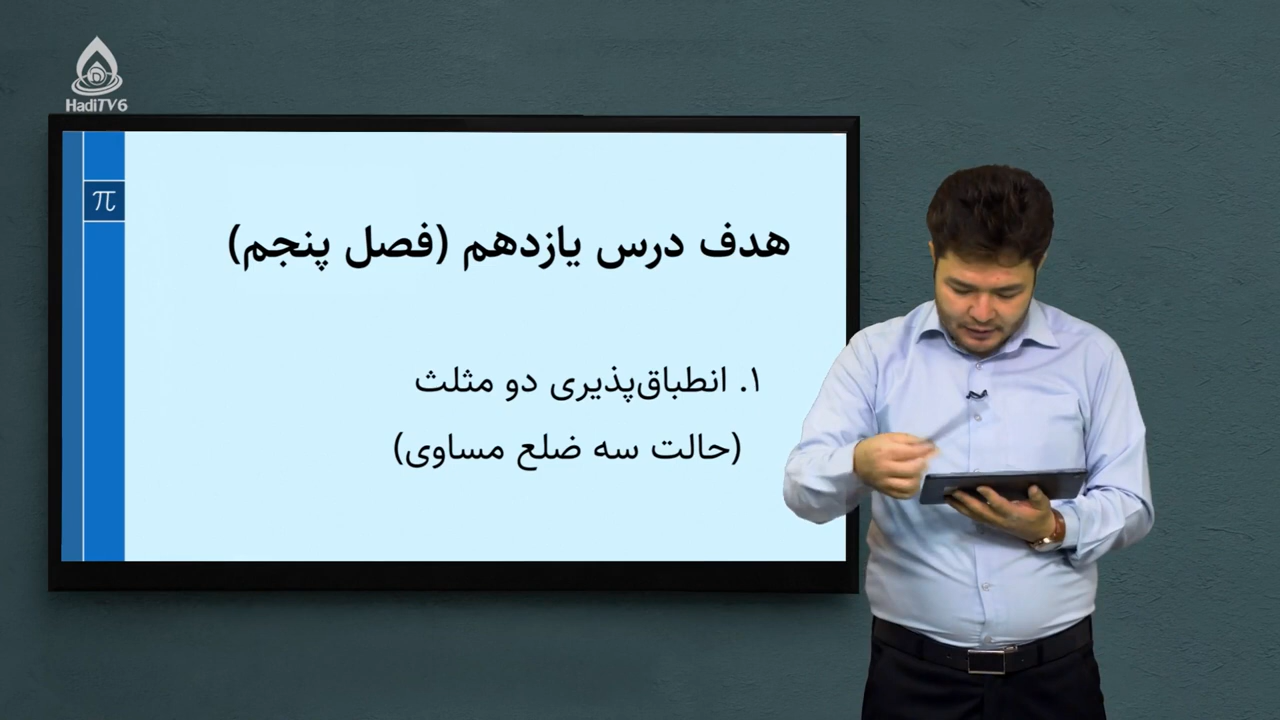 HadiTV6
π
هدف درس یازدهم (فصل پنجم)
۱. انطباق‌پذیری دو مثلث
(حالت سه ضلع مساوی)